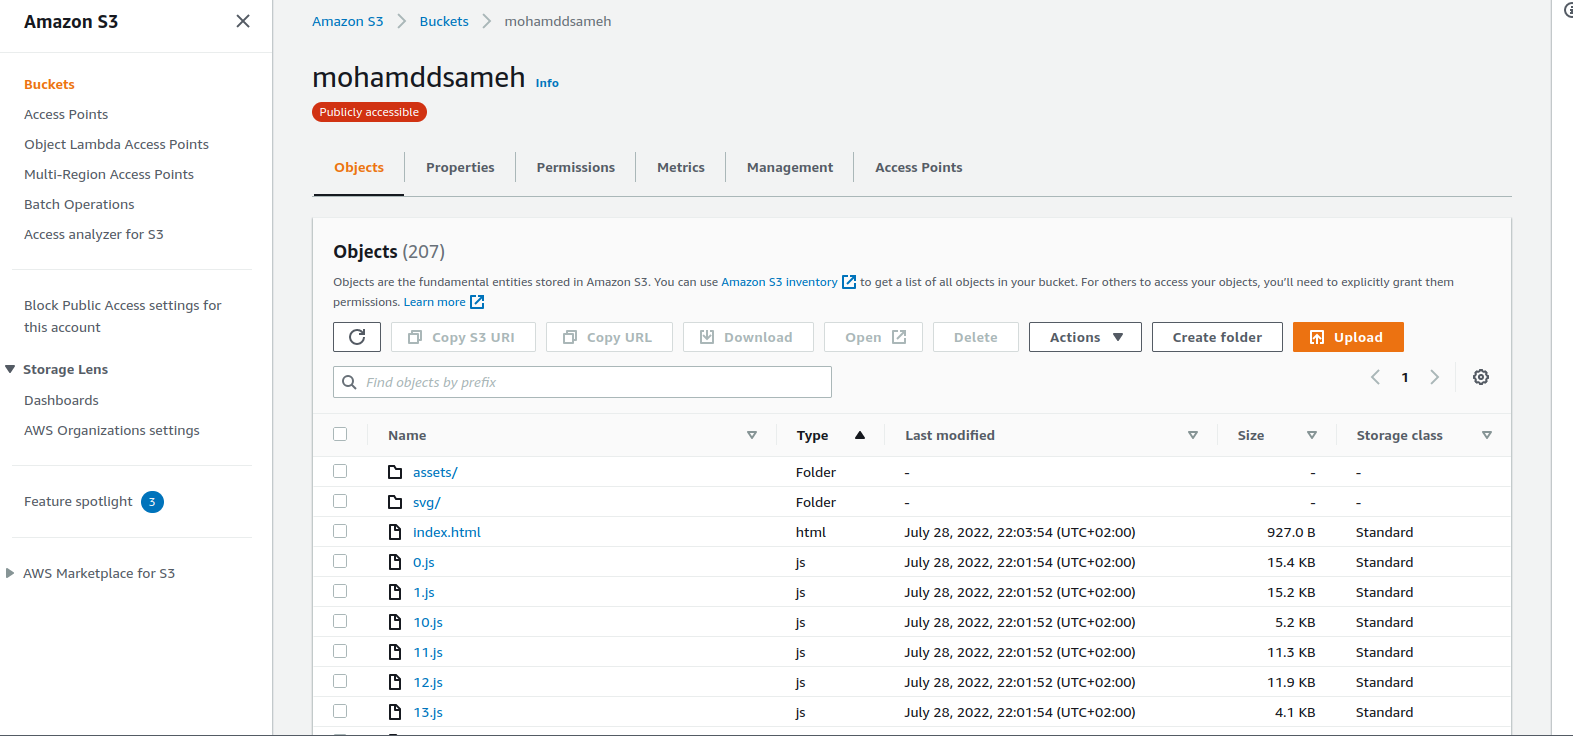 Amazon S3
Buckets
Access Points
Object Lambda Access Points
Multi-Region Access Points
Batch Operations
Access analyzer for S3
Block Public Access settings for
this account
Storage Lens
Dashboards
AWS Organizations settings
Feature spotlight 3
AWS Marketplace for S3
Amazon S3 Buckets mohamddsameh
mohamddsameh Info
Publicly accessible
Objects Properties Permissions Metrics Management Access Points
Objects (207)
Objects are the fundamental entities stored in Amazon S3. You can use Amazon S3 inventory to get a list of all objects in your bucket. For others to access your objects, you'll need to explicitly grant them
permissions. Learn more
Copy S3 URI Copy URL Download Open Delete Actions Create folder Upload
Find objects by prefix 1
Name Type Last modified Size Storage class
assets/ Folder - - -
svg/ Folder - - -
index.html html July 28, 2022, 22:03:54 (UTC+02:00) 927.0 B Standard
0.js js July 28, 2022, 22:01:54 (UTC+02:00) 15.4 KB Standard
1.js js July 28, 2022, 22:01:52 (UTC+02:00) 15.2 KB Standard
10.js js July 28, 2022, 22:01:52 (UTC+02:00) 5.2 KB Standard
11.js js July 28, 2022, 22:01:52 (UTC+02:00) 11.3 KB Standard
12.js js July 28, 2022, 22:01:52 (UTC+02:00) 11.9 KB Standard
13.js js July 28, 2022, 22:01:54 (UTC+02:00) 4.1 KB Standard